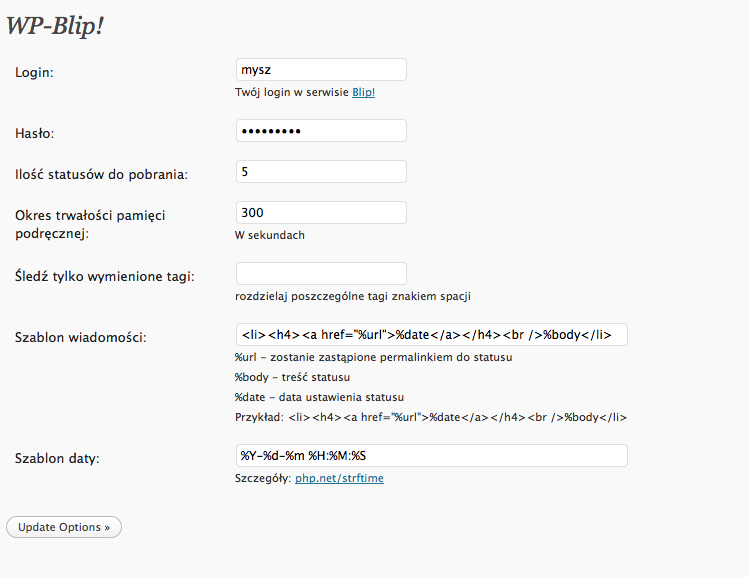 WP-Blip!
Login:
mysz
Twój login w serwisie Blip!
Hasło:
•••••••••
Ilość statusów do pobrania:
5
Okres trwałości pamięci
podręcznej:
300
W sekundach
Śledź tylko wymienione tagi:
rozdzielaj poszczególne tagi znakiem spacji
Szablon wiadomości:
<li><h4><a href="%url">%date</a></h4><br />%body</li>
%url – zostanie zastąpione permalinkiem do statusu
%body – treść statusu
%date – data ustawienia statusu
Przykład: <li><h4><a href="%url">%date</a></h4><br />%body</li>
Szablon daty:
%Y-%d-%m %H:%M:%S
Szczegóły: php.net/strftime
Update Options »